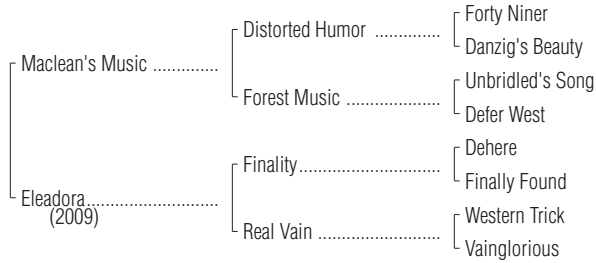 Forty Niner
Distorted Humor ..............
Danzig's Beauty
Maclean's Music .............
Unbridled's Song
Forest Music ....................
Defer West
Dehere
Finality..............................
Finally Found
Eleadora............................
(2009)
Western Trick
Real Vain ..........................
Vainglorious